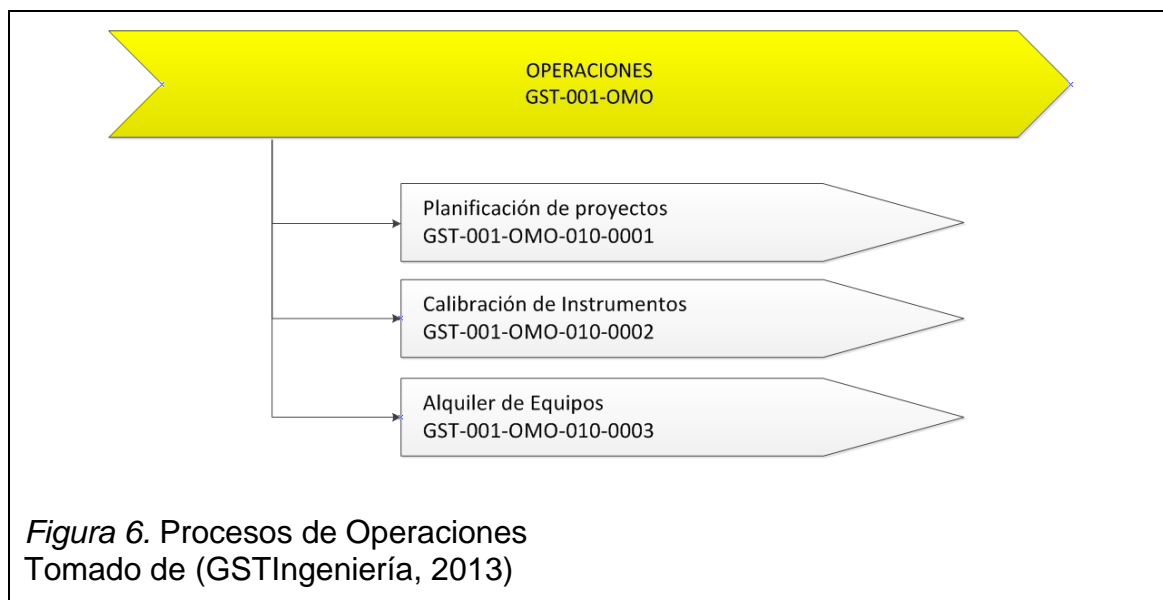 OPERACIONES
GST-001-OMO
Planificación de proyectos
GST-001-OMO-010-0001
Calibración de Instrumentos
GST-001-OMO-010-0002
Alquiler de Equipos
GST-001-OMO-010-0003
Figura 6. Procesos de Operaciones
Tomado de (GSTIngeniería, 2013)